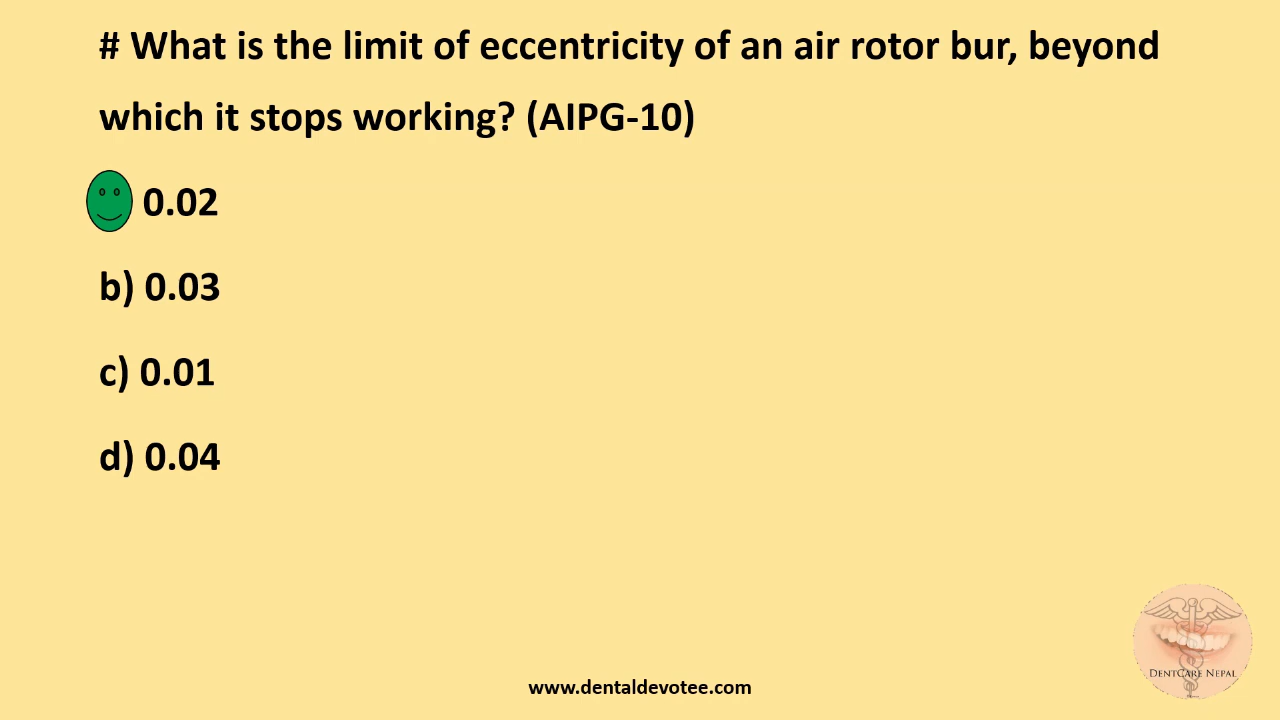 # What is the limit of eccentricity of an air rotor bur, beyond
which it stops working? (AIPG-10)
0.02
b) 0.03
c) 0.01
d) 0.04
DENTCARE NEPAL
www.dentaldevotee.com